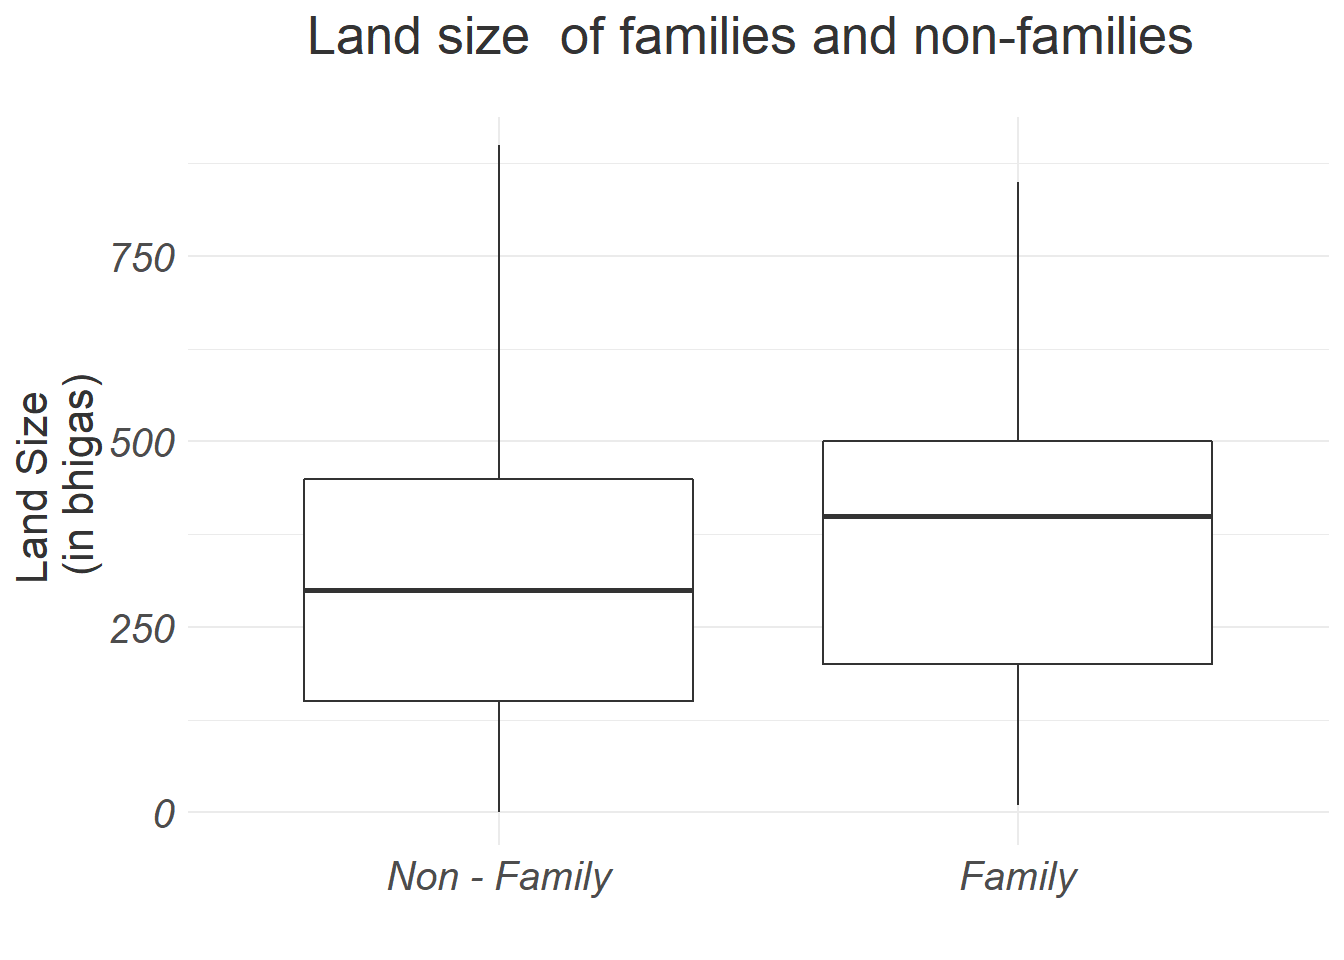 Land size  of families and non-families
Land Size
(in bhigas)
750
500
250
0
Non - Family
Family